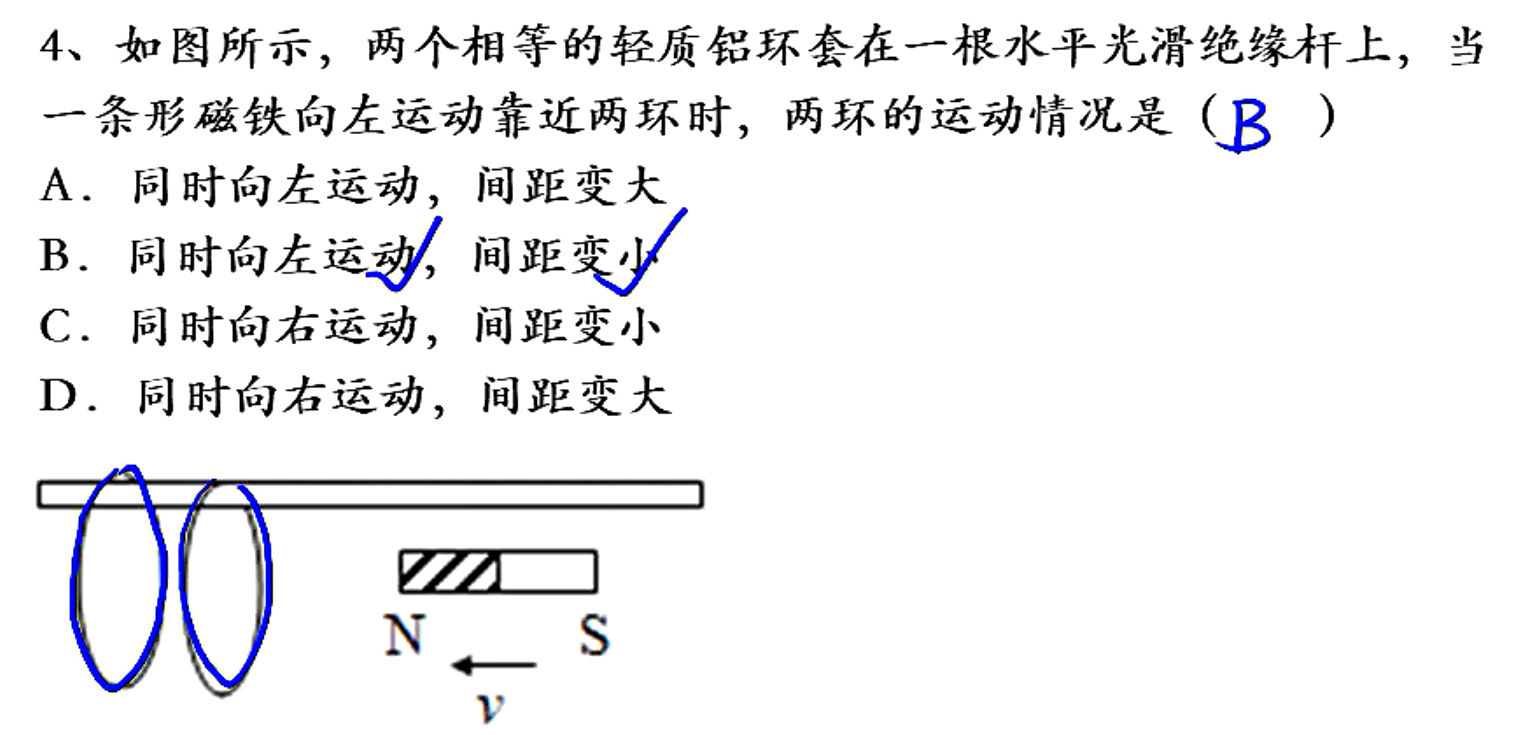 4、如图所示，两个相等的轻质铝环套在一根水平光滑绝缘杆上，当
一条形磁铁向左运动靠近两环时，两环的运动情况是（B ）
A．同时向左运动，间距变大
B．同时向左运动，间距变小
C．同时向右运动，间距变小
D．同时向右运动，间距变大
N S
v